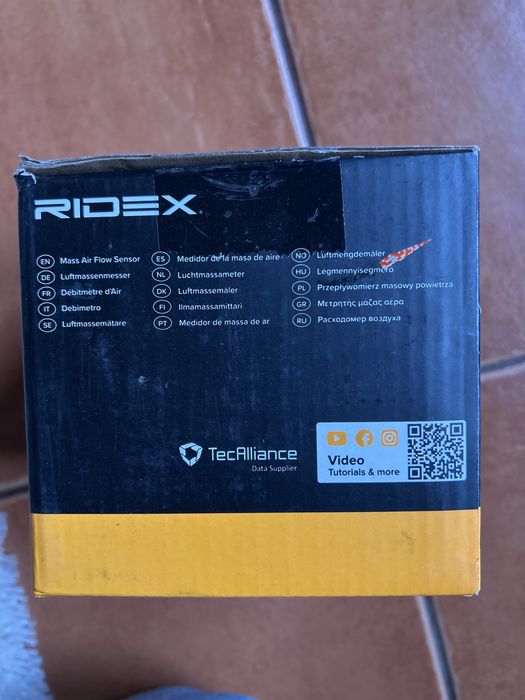 RIDEX
EN Mass Air Flow Sensor
DE Luftmassenmesser
FR Débitmètre d'Air
IT Debimetro
SE Luftmassemätare
ES Medidor de la masa de aire
NL Luchtmassameter
DK Luftmassemåler
FI Ilmamassamittari
PT Medidor de massa de ar
NO Luftmengdemåler
HU Légmennyiségmérő
PL Przepływomierz masowy powietrza
GR Μετρητής μάζας αέρα
RU Расходомер воздуха
TecAlliance
Data Supplier
Video
Tutorials & more